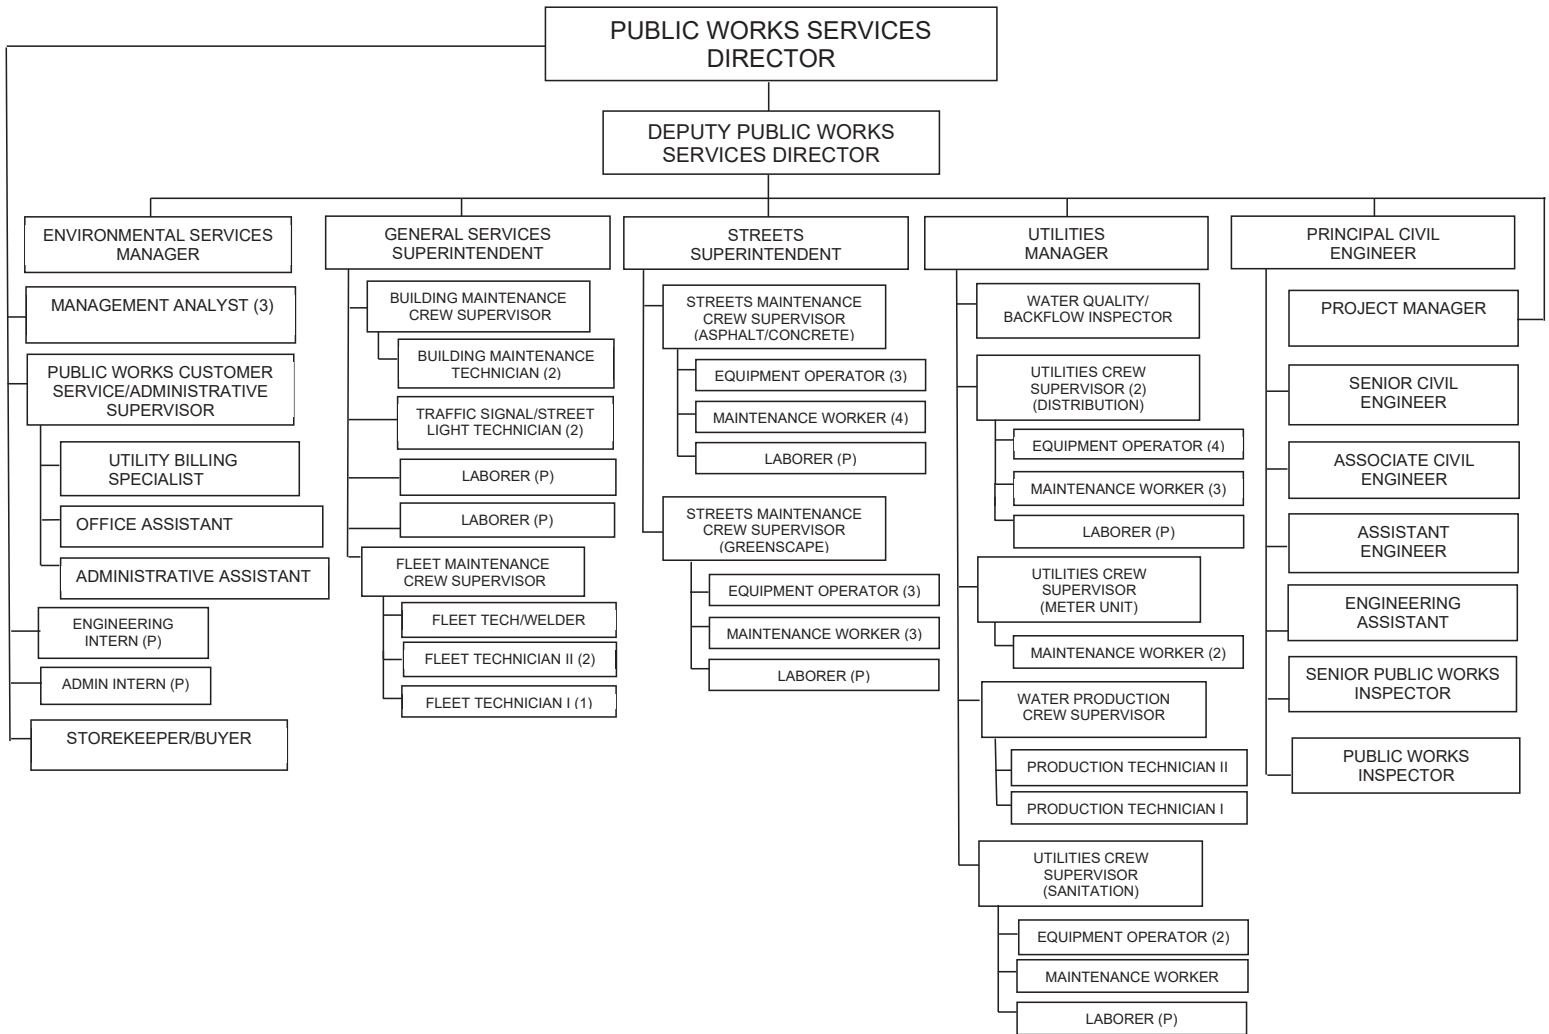 PUBLIC WORKS SERVICES
DIRECTOR
DEPUTY PUBLIC WORKS
SERVICES DIRECTOR
ENVIRONMENTAL SERVICES
MANAGER
MANAGEMENT ANALYST (3)
PUBLIC WORKS CUSTOMER
SERVICE/ADMINISTRATIVE
SUPERVISOR
UTILITY BILLING
SPECIALIST
OFFICE ASSISTANT
ADMINISTRATIVE ASSISTANT
ENGINEERING
INTERN (P)
ADMIN INTERN (P)
STOREKEEPER/BUYER
GENERAL SERVICES
SUPERINTENDENT
BUILDING MAINTENANCE
CREW SUPERVISOR
BUILDING MAINTENANCE
TECHNICIAN (2)
TRAFFIC SIGNAL/STREET
LIGHT TECHNICIAN (2)
LABORER (P)
LABORER (P)
FLEET MAINTENANCE
CREW SUPERVISOR
FLEET TECH/WELDER
FLEET TECHNICIAN II (2)
FLEET TECHNICIAN I (1)
STREETS
SUPERINTENDENT
STREETS MAINTENANCE
CREW SUPERVISOR
(ASPHALT/CONCRETE)
EQUIPMENT OPERATOR (3)
MAINTENANCE WORKER (4)
LABORER (P)
STREETS MAINTENANCE
CREW SUPERVISOR
(GREENSCAPE)
EQUIPMENT OPERATOR (3)
MAINTENANCE WORKER (3)
LABORER (P)
UTILITIES
MANAGER
WATER QUALITY/
BACKFLOW INSPECTOR
UTILITIES CREW
SUPERVISOR (2)
(DISTRIBUTION)
EQUIPMENT OPERATOR (4)
MAINTENANCE WORKER (3)
LABORER (P)
UTILITIES CREW
SUPERVISOR
(METER UNIT)
MAINTENANCE WORKER (2)
WATER PRODUCTION
CREW SUPERVISOR
PRODUCTION TECHNICIAN II
PRODUCTION TECHNICIAN I
UTILITIES CREW
SUPERVISOR
(SANITATION)
EQUIPMENT OPERATOR (2)
MAINTENANCE WORKER
LABORER (P)
PRINCIPAL CIVIL
ENGINEER
PROJECT MANAGER
SENIOR CIVIL
ENGINEER
ASSOCIATE CIVIL
ENGINEER
ASSISTANT
ENGINEER
ENGINEERING
ASSISTANT
SENIOR PUBLIC WORKS
INSPECTOR
PUBLIC WORKS
INSPECTOR